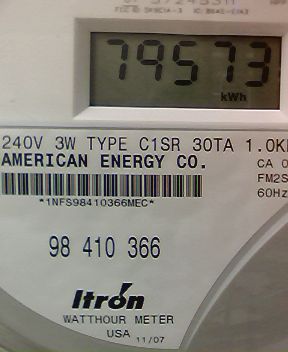 79573
kWh
240V 3W TYPE C1SR 30TA 1.0K
AMERICAN ENERGY CO.
CA 0
FM2S
60Hz
*1NFS98410366MEC*
98 410 366
Itron
WATTHOUR METER
USA 11/07